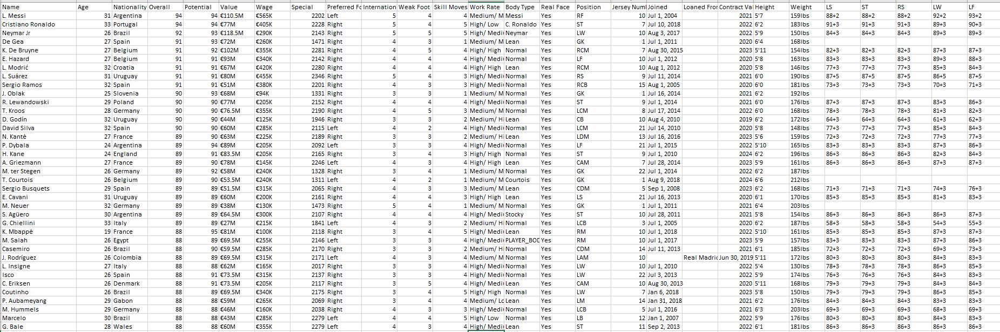 Name Age Nationality Overall Potential Value Wage Special Preferred Fo Internation Weak Foot Skill Moves Work Rate Body Type Real Face Position Jersey Num Joined Loaned Fror Contract Val Height Weight LS ST RS LW LF
L. Messi 31 Argentina 94 94 €110.5M €565K 2202 Left 5 4 4 Medium/ M Messi Yes RF 10 Jul 1, 2004 2021 5'7 159lbs 88+2 88+2 88+2 92+2 93+2
Cristiano Ronaldo 33 Portugal 94 94 €77M €405K 2228 Right 5 4 5 High/ Low C. Ronaldo Yes ST 7 Jul 10, 2018 2022 6'2 183lbs 91+3 91+3 91+3 89+3 90+3
Neymar Jr 26 Brazil 92 93 €118.5M €290K 2143 Right 5 5 5 High/ Medi Neymar Yes LW 10 Aug 3, 2017 2022 5'9 150lbs 84+3 84+3 84+3 89+3 89+3
De Gea 27 Spain 91 93 €72M €260K 1471 Right 4 3 1 Medium/ M Lean Yes GK 1 Jul 1, 2011 2020 6'4 168lbs
K. De Bruyne 27 Belgium 91 92 €102M €355K 2281 Right 4 5 4 High/ High Normal Yes RCM 7 Aug 30, 2015 2023 5'11 154lbs 82+3 82+3 82+3 87+3 87+3
E. Hazard 27 Belgium 91 91 €93M €340K 2142 Right 4 4 4 High/ Medi Normal Yes LF 10 Jul 1, 2012 2020 5'8 163lbs 83+3 83+3 83+3 89+3 88+3
L. Modrić 32 Croatia 91 91 €67M €420K 2280 Right 4 4 4 High/ High Lean Yes RCM 10 Aug 1, 2012 2020 5'8 146lbs 77+3 77+3 77+3 85+3 84+3
L. Suárez 31 Uruguay 91 91 €80M €455K 2346 Right 5 4 3 High/ Medi Normal Yes RS 9 Jul 11, 2014 2021 6'0 190lbs 87+5 87+5 87+5 86+5 87+5
Sergio Ramos 32 Spain 91 91 €51M €380K 2201 Right 4 3 3 High/ Medi Normal Yes RCB 15 Aug 1, 2005 2020 6'0 181lbs 73+3 73+3 73+3 70+3 71+3
J. Oblak 25 Slovenia 90 93 €68M €94K 1331 Right 3 3 1 Medium/ M Normal Yes GK 1 Jul 16, 2014 2021 6'2 192lbs
R. Lewandowski 29 Poland 90 90 €77M €205K 2152 Right 4 4 4 High/ Medi Normal Yes ST 9 Jul 1, 2014 2021 6'0 176lbs 87+3 87+3 87+3 83+3 86+3
T. Kroos 28 Germany 90 90 €76.5M €355K 2190 Right 4 5 3 Medium/ M Normal Yes LCM 8 Jul 17, 2014 2022 6'0 168lbs 78+3 78+3 78+3 81+3 82+3
D. Godín 32 Uruguay 90 90 €44M €125K 1946 Right 3 3 2 Medium/ Hi Lean Yes CB 10 Aug 4, 2010 2019 6'2 172lbs 64+3 64+3 64+3 61+3 62+3
David Silva 32 Spain 90 90 €60M €285K 2115 Left 4 2 4 High/ Medi Normal Yes LCM 21 Jul 14, 2010 2020 5'8 148lbs 77+3 77+3 77+3 85+3 84+3
N. Kanté 27 France 89 90 €63M €225K 2189 Right 3 3 2 Medium/ Hi Lean Yes LDM 13 Jul 16, 2016 2023 5'6 159lbs 72+3 72+3 72+3 77+3 77+3
P. Dybala 24 Argentina 89 94 €89M €205K 2092 Left 3 3 4 High/ Medi Normal Yes LF 21 Jul 1, 2015 2022 5'10 165lbs 83+3 83+3 83+3 87+3 86+3
H. Kane 24 England 89 91 €83.5M €205K 2165 Right 3 4 3 High/ High Normal Yes ST 9 Jul 1, 2010 2024 6'2 196lbs 86+3 86+3 86+3 82+3 84+3
A. Griezmann 27 France 89 90 €78M €145K 2246 Left 4 3 4 High/ High Lean Yes CAM 7 Jul 28, 2014 2023 5'9 161lbs 86+3 86+3 86+3 87+3 87+3
M. ter Stegen 26 Germany 89 92 €58M €240K 1328 Right 3 4 1 Medium/ M Normal Yes GK 22 Jul 1, 2014 2022 6'2 187lbs
T. Courtois 26 Belgium 89 90 €53.5M €240K 1311 Left 4 2 1 Medium/ M Courtois Yes GK 1 Aug 9, 2018 2024 6'6 212lbs
Sergio Busquets 29 Spain 89 89 €51.5M €315K 2065 Right 4 3 3 Medium/ M Lean Yes CDM 5 Sep 1, 2008 2023 6'2 168lbs 71+3 71+3 71+3 74+3 76+3
E. Cavani 31 Uruguay 89 89 €60M €200K 2161 Right 4 4 3 High/ High Lean Yes LS 21 Jul 16, 2013 2020 6'1 170lbs 85+3 85+3 85+3 81+3 83+3
M. Neuer 32 Germany 89 89 €38M €130K 1473 Right 5 4 1 Medium/ M Normal Yes GK 1 Jul 1, 2011 2021 6'4 203lbs
S. Agüero 30 Argentina 89 89 €64.5M €300K 2107 Right 4 4 4 High/ Medi Stocky Yes ST 10 Jul 28, 2011 2021 5'8 154lbs 86+3 86+3 86+3 86+3 87+3
G. Chiellini 33 Italy 89 89 €27M €215K 1841 Left 4 3 2 Medium/ Hi Normal Yes LCB 3 Jul 1, 2005 2020 6'2 187lbs 58+3 58+3 58+3 54+3 55+3
K. Mbappé 19 France 88 95 €81M €100K 2118 Right 3 4 5 High/ Medi Lean Yes RM 10 Jul 1, 2018 2022 5'10 161lbs 85+3 85+3 85+3 87+3 87+3
M. Salah 26 Egypt 88 89 €69.5M €255K 2146 Left 3 3 4 High/ Medi PLAYER_BOD Yes RM 10 Jul 1, 2017 2023 5'9 157lbs 83+3 83+3 83+3 87+3 86+3
Casemiro 26 Brazil 88 90 €59.5M €285K 2170 Right 3 3 2 Medium/ Hi Normal Yes CDM 14 Jul 11, 2013 2021 6'1 185lbs 72+3 72+3 72+3 69+3 73+3
J. Rodríguez 26 Colombia 88 89 €69.5M €315K 2171 Left 4 3 4 Medium/ M Normal Yes LAM 10 Real Madri Jun 30, 2019 5'11 172lbs 80+3 80+3 80+3 84+3 83+3
L. Insigne 27 Italy 88 88 €62M €165K 2017 Right 3 4 4 High/ Medi Normal Yes LW 10 Jul 1, 2010 2022 5'4 130lbs 78+3 78+3 78+3 86+3 85+3
Isco 26 Spain 88 91 €73.5M €315K 2137 Right 3 3 4 High/ Medi Normal Yes LW 22 Jul 3, 2013 2022 5'9 174lbs 76+3 76+3 76+3 84+3 83+3
C. Eriksen 26 Denmark 88 91 €73.5M €205K 2117 Right 3 5 4 High/ Medi Lean Yes CAM 10 Aug 30, 2013 2020 5'11 168lbs 79+3 79+3 79+3 84+3 84+3
Coutinho 26 Brazil 88 89 €69.5M €340K 2175 Right 3 4 5 High/ High Normal Yes LW 7 Jan 6, 2018 2023 5'8 150lbs 79+3 79+3 79+3 86+3 85+3
P. Aubameyang 29 Gabon 88 88 €59M €265K 2069 Right 3 4 4 Medium/ Lo Lean Yes LM 14 Jan 31, 2018 2021 6'2 176lbs 84+3 84+3 84+3 83+3 83+3
M. Hummels 29 Germany 88 88 €46M €160K 2038 Right 4 3 3 High/ Medi Normal Yes LCB 5 Jul 1, 2016 2021 6'3 203lbs 69+3 69+3 69+3 68+3 69+3
Marcelo 30 Brazil 88 88 €43M €285K 2279 Left 4 4 5 High/ Low Normal Yes LB 12 Jan 1, 2007 2022 5'9 176lbs 80+3 80+3 80+3 84+3 83+3
G. Bale 28 Wales 88 88 €60M €355K 2279 Left 4 3 4 High/ Medi Lean Yes ST 11 Sep 2, 2013 2022 6'1 181lbs 86+3 86+3 86+3 87+3 86+3